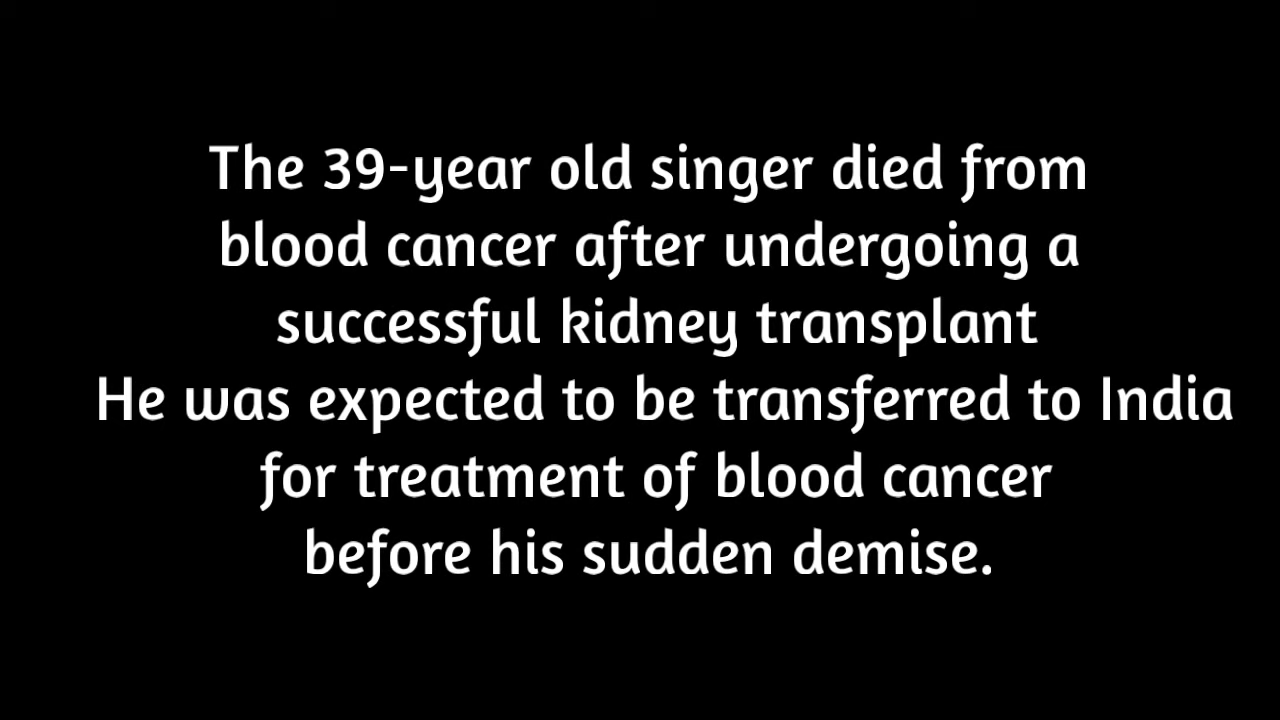 The 39-year old singer died from
blood cancer after undergoing a
successful kidney transplant
He was expected to be transferred to India
for treatment of blood cancer
before his sudden demise.